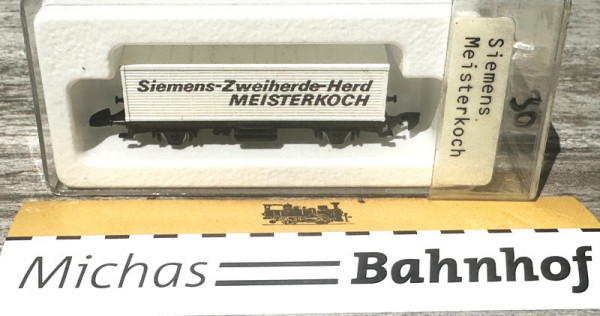 Siemens-Zweiherde-Herd
MEISTERKOCH
Siemens
Meisterkoch
30
Michas Bahnhof